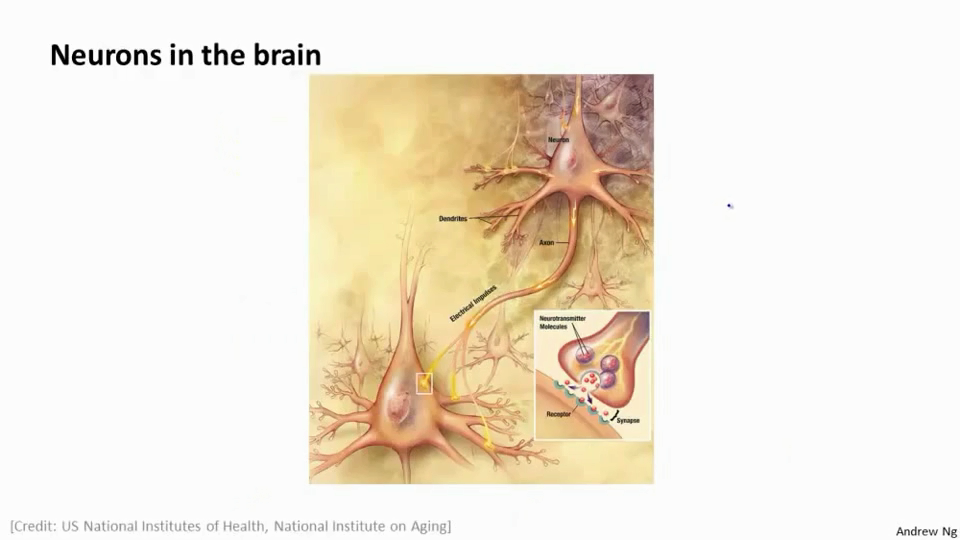 Neurons in the brain
Neuron
Dendrites
Axon
Electrical Impulses
Neurotransmitter
Molecules
Receptor
Synapse
[Credit: US National Institutes of Health, National Institute on Aging]
Andrew Ng